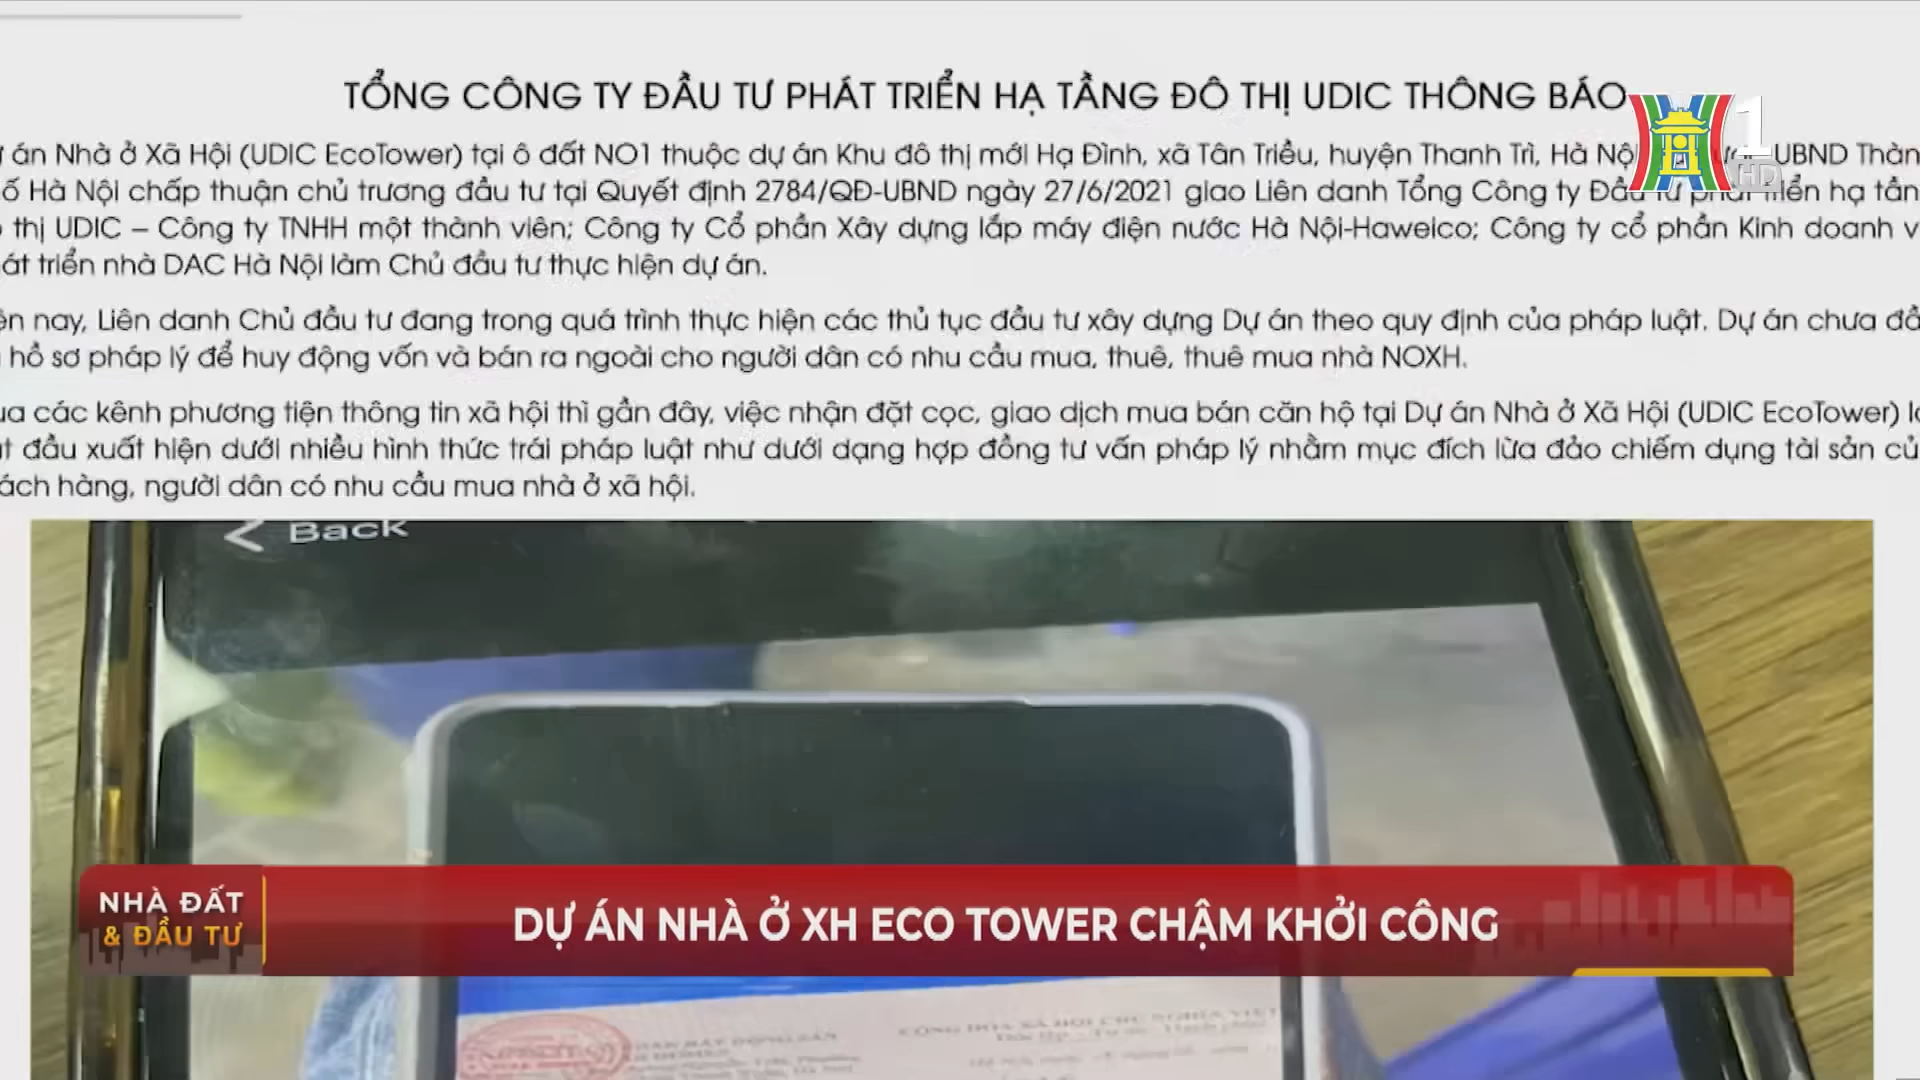 TỔNG CÔNG TY ĐẦU TƯ PHÁT TRIỂN HẠ TẦNG ĐÔ THỊ UDIC THÔNG BÁO
án Nhà ở Xã Hội (UDIC EcoTower) tại ô đất NO1 thuộc dự án Khu đô thị mới Hạ Đình, xã Tân Triều, huyện Thanh Trì, Hà Nội UBND Thàn
ố Hà Nội chấp thuận chủ trương đầu tư tại Quyết định 2784/QĐ-UBND ngày 27/6/2021 giao Liên danh Tổng Công ty Đầu tư phát triển hạ tần
thị UDIC – Công ty TNHH một thành viên; Công ty Cổ phần Xây dựng lắp máy điện nước Hà Nội-Haweico; Công ty cổ phần Kinh doanh v
át triển nhà DAC Hà Nội làm Chủ đầu tư thực hiện dự án.
ện nay, Liên danh Chủ đầu tư đang trong quá trình thực hiện các thủ tục đầu tư xây dựng Dự án theo quy định của pháp luật. Dự án chưa đầ
hồ sơ pháp lý để huy động vốn và bán ra ngoài cho người dân có nhu cầu mua, thuê, thuê mua nhà NOXH.
ua các kênh phương tiện thông tin xã hội thì gần đây, việc nhận đặt cọc, giao dịch mua bán căn hộ tại Dự án Nhà ở Xã Hội (UDIC EcoTower) lạ
t đầu xuất hiện dưới nhiều hình thức trái pháp luật như dưới dạng hợp đồng tư vấn pháp lý nhằm mục đích lừa đảo chiếm dụng tài sản củ
ách hàng, người dân có nhu cầu mua nhà ở xã hội.
1
HD
Back
NHÀ ĐẤT
& ĐẦU TƯ
DỰ ÁN NHÀ Ở XH ECO TOWER CHẬM KHỞI CÔNG
CỘNG HÒA XÃ HỘI CHỦ NGHĨA VIỆT